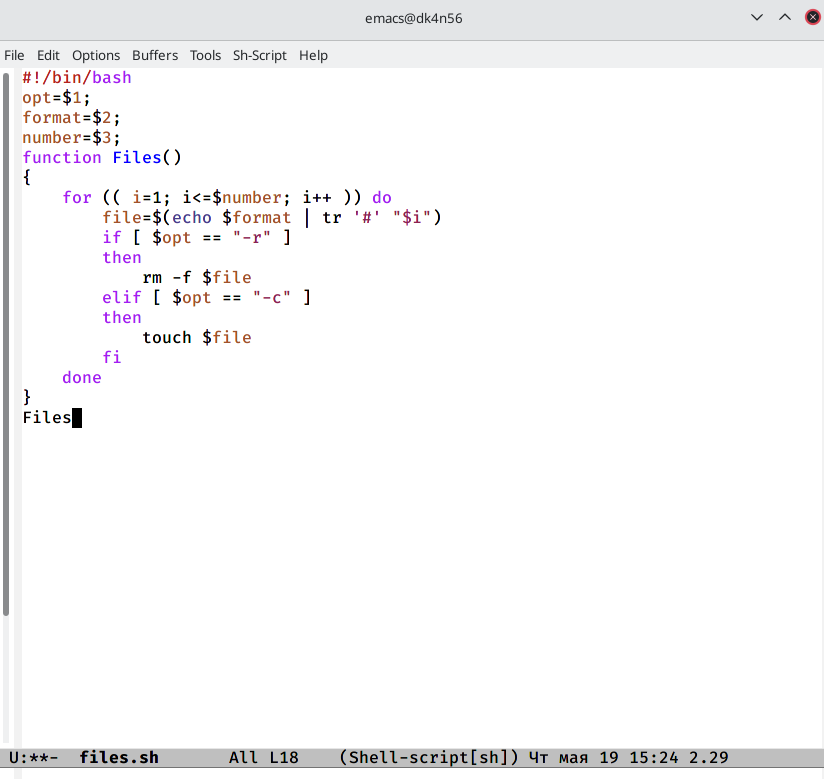 emacs@dk4n56
File Edit Options Buffers Tools Sh-Script Help
#!/bin/bash
opt=$1;
format=$2;
number=$3;
function Files()
{
    for (( i=1; i<=$number; i++ )) do
        file=$(echo $format | tr '#' "$i")
        if [ $opt == "-r" ]
        then
            rm -f $file
        elif [ $opt == "-c" ]
        then
            touch $file
        fi
    done
}
Files
U:**-  files.sh       All L18    (Shell-script[sh]) Чт мая 19 15:24 2.29